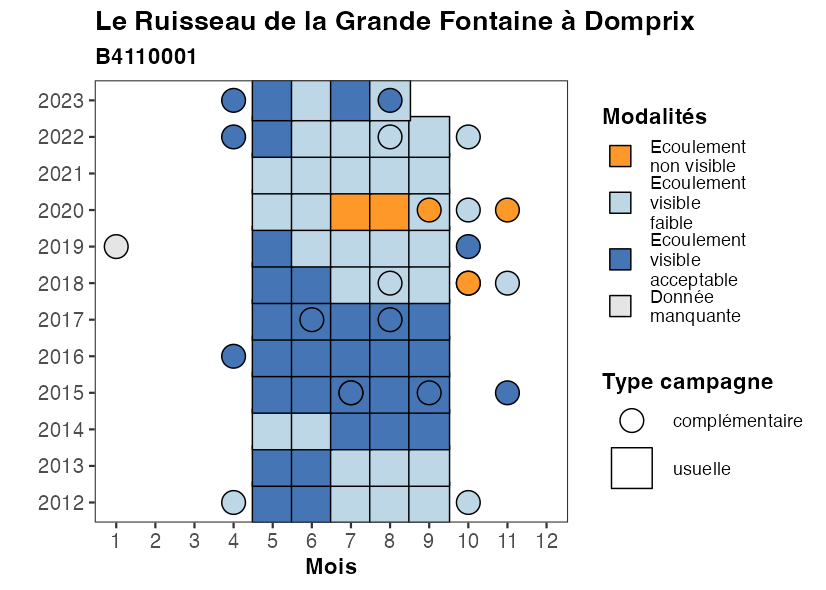 Le Ruisseau de la Grande Fontaine à Domprix
B4110001
2023
2022
2021
2020
2019
2018
2017
2016
2015
2014
2013
2012
1 2 3 4 5 6 7 8 9 10 11 12
Mois
Modalités
Ecoulement
non visible
Ecoulement
visible
faible
Ecoulement
visible
acceptable
Donnée
manquante
Type campagne
complémentaire
usuelle